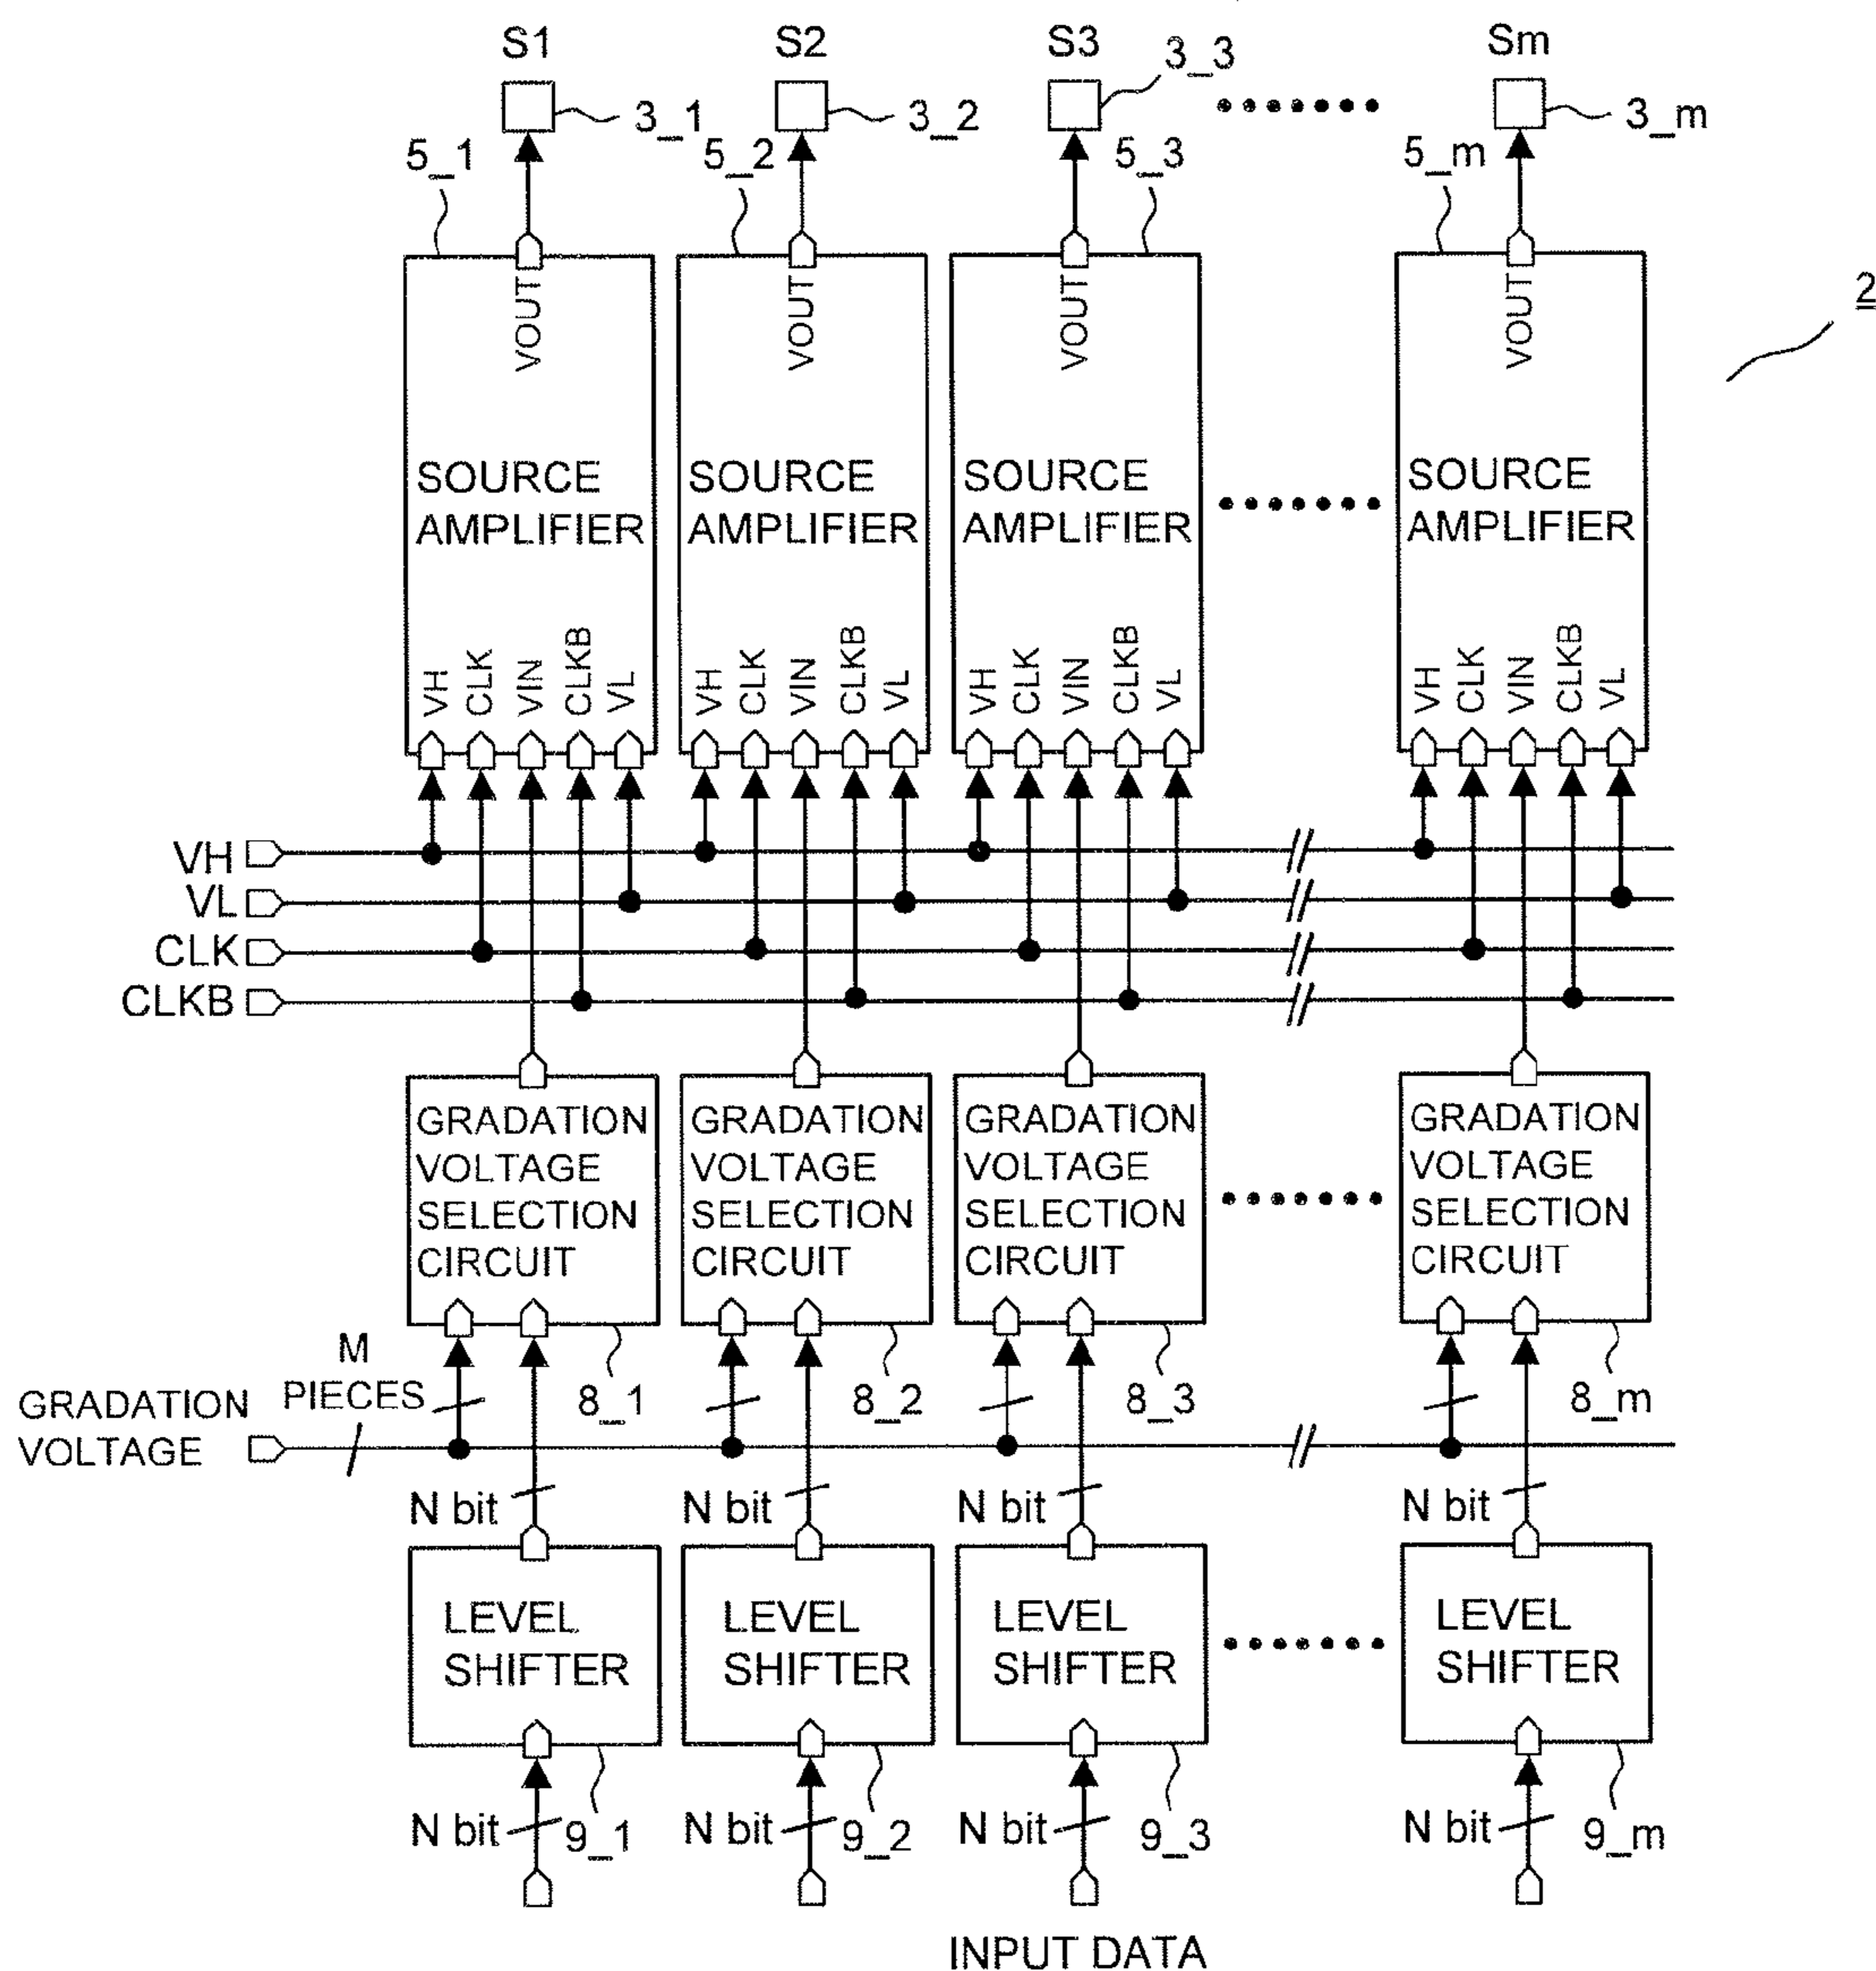 S1
S2
S3
Sm
3_1
3_2
3_3
3_m
5_1
5_2
5_3
5_m
2
VOUT
VOUT
VOUT
VOUT
SOURCE
AMPLIFIER
SOURCE
AMPLIFIER
SOURCE
AMPLIFIER
SOURCE
AMPLIFIER
VH
CLK
VIN
CLKB
VL
VH
CLK
VIN
CLKB
VL
VH
CLK
VIN
CLKB
VL
VH
CLK
VIN
CLKB
VL
VH
VL
CLK
CLKB
GRADATION
VOLTAGE
SELECTION
CIRCUIT
GRADATION
VOLTAGE
SELECTION
CIRCUIT
GRADATION
VOLTAGE
SELECTION
CIRCUIT
GRADATION
VOLTAGE
SELECTION
CIRCUIT
M
PIECES
GRADATION
VOLTAGE
8_1
8_2
8_3
8_m
N bit
N bit
N bit
N bit
LEVEL
SHIFTER
LEVEL
SHIFTER
LEVEL
SHIFTER
LEVEL
SHIFTER
N bit
9_1
N bit
9_2
N bit
9_3
N bit
9_m
INPUT DATA